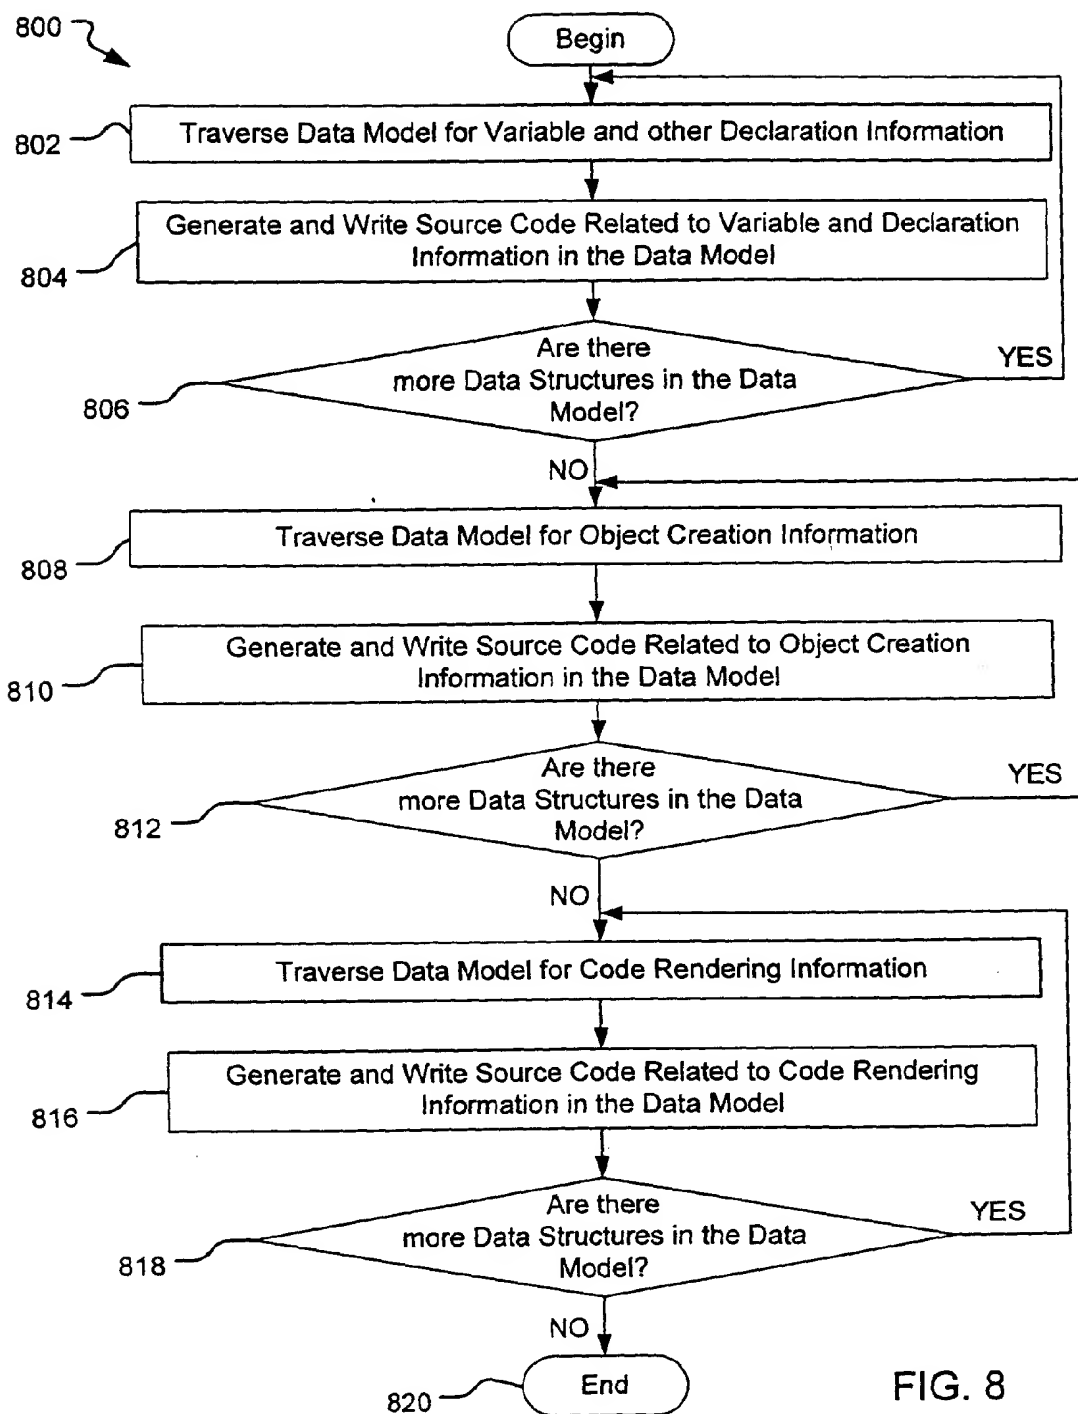 800
Begin
802
Traverse Data Model for Variable and other Declaration Information
Generate and Write Source Code Related to Variable and Declaration
Information in the Data Model
804
Are there
more Data Structures in the Data
Model?
YES
806
NO
Traverse Data Model for Object Creation Information
808
Generate and Write Source Code Related to Object Creation
Information in the Data Model
810
Are there
more Data Structures in the Data
Model?
YES
812
NO
Traverse Data Model for Code Rendering Information
814
Generate and Write Source Code Related to Code Rendering
Information in the Data Model
816
Are there
more Data Structures in the Data
Model?
YES
818
NO
End
820
FIG. 8